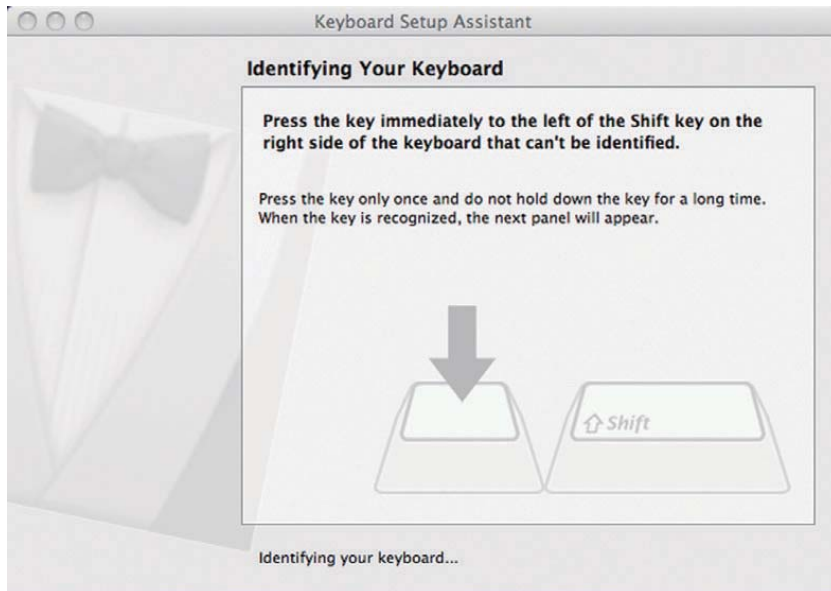 Keyboard Setup Assistant
Identifying Your Keyboard
Press the key immediately to the left of the Shift key on the
right side of the keyboard that can't be identified.
Press the key only once and do not hold down the key for a long time.
When the key is recognized, the next panel will appear.
Shift
Identifying your keyboard...